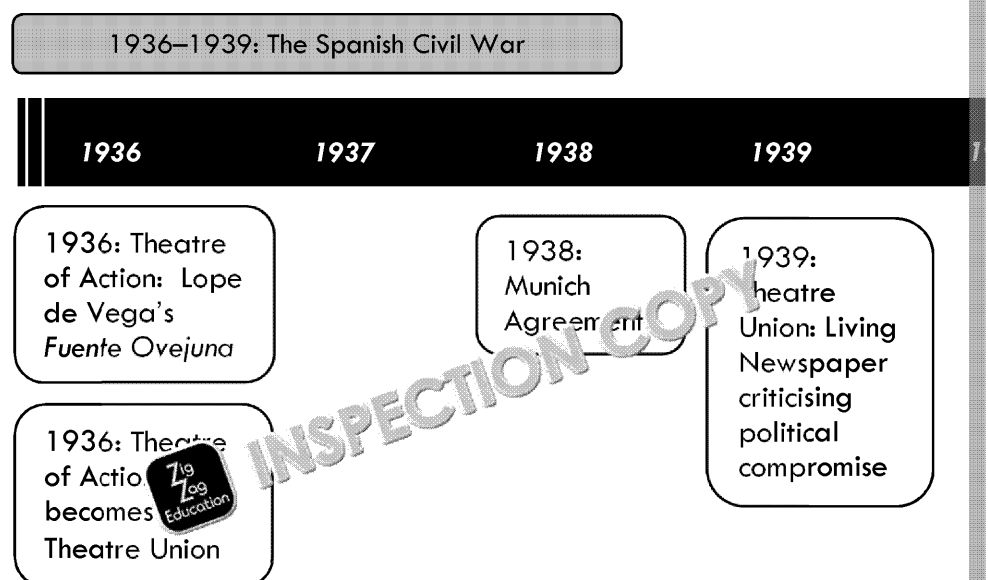 1936–1939: The Spanish Civil War
1936
1937
1938
1939
1936: Theatre
of Action: Lope
de Vega's
Fuente Ovejuna
1936: Theatre
of Action
becomes
Theatre Union
1938:
Munich
Agreement
1939:
Theatre
Union: Living
Newspaper
criticising
political
compromise
INSPECTION COPY
Zig
Zag
Education